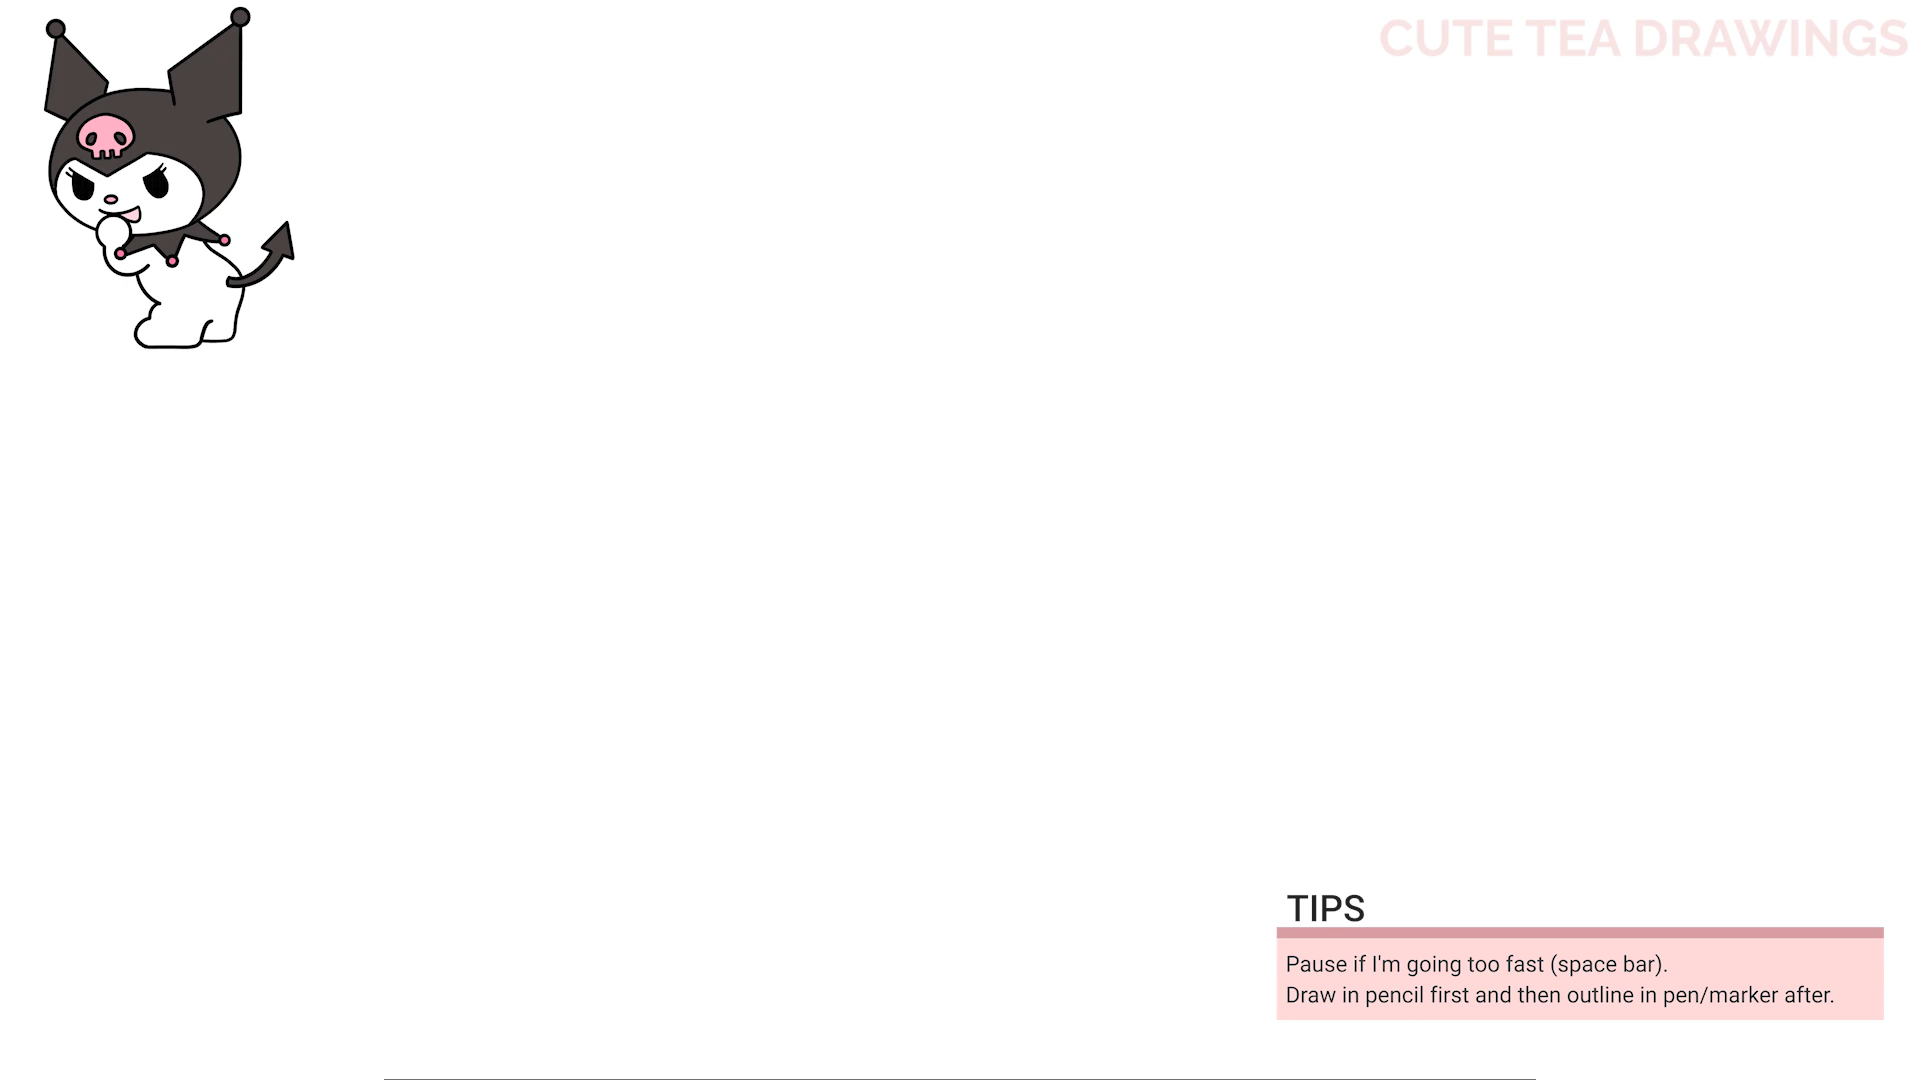 CUTE TEA DRAWINGS
TIPS
Pause if I'm going too fast (space bar).
Draw in pencil first and then outline in pen/marker after.